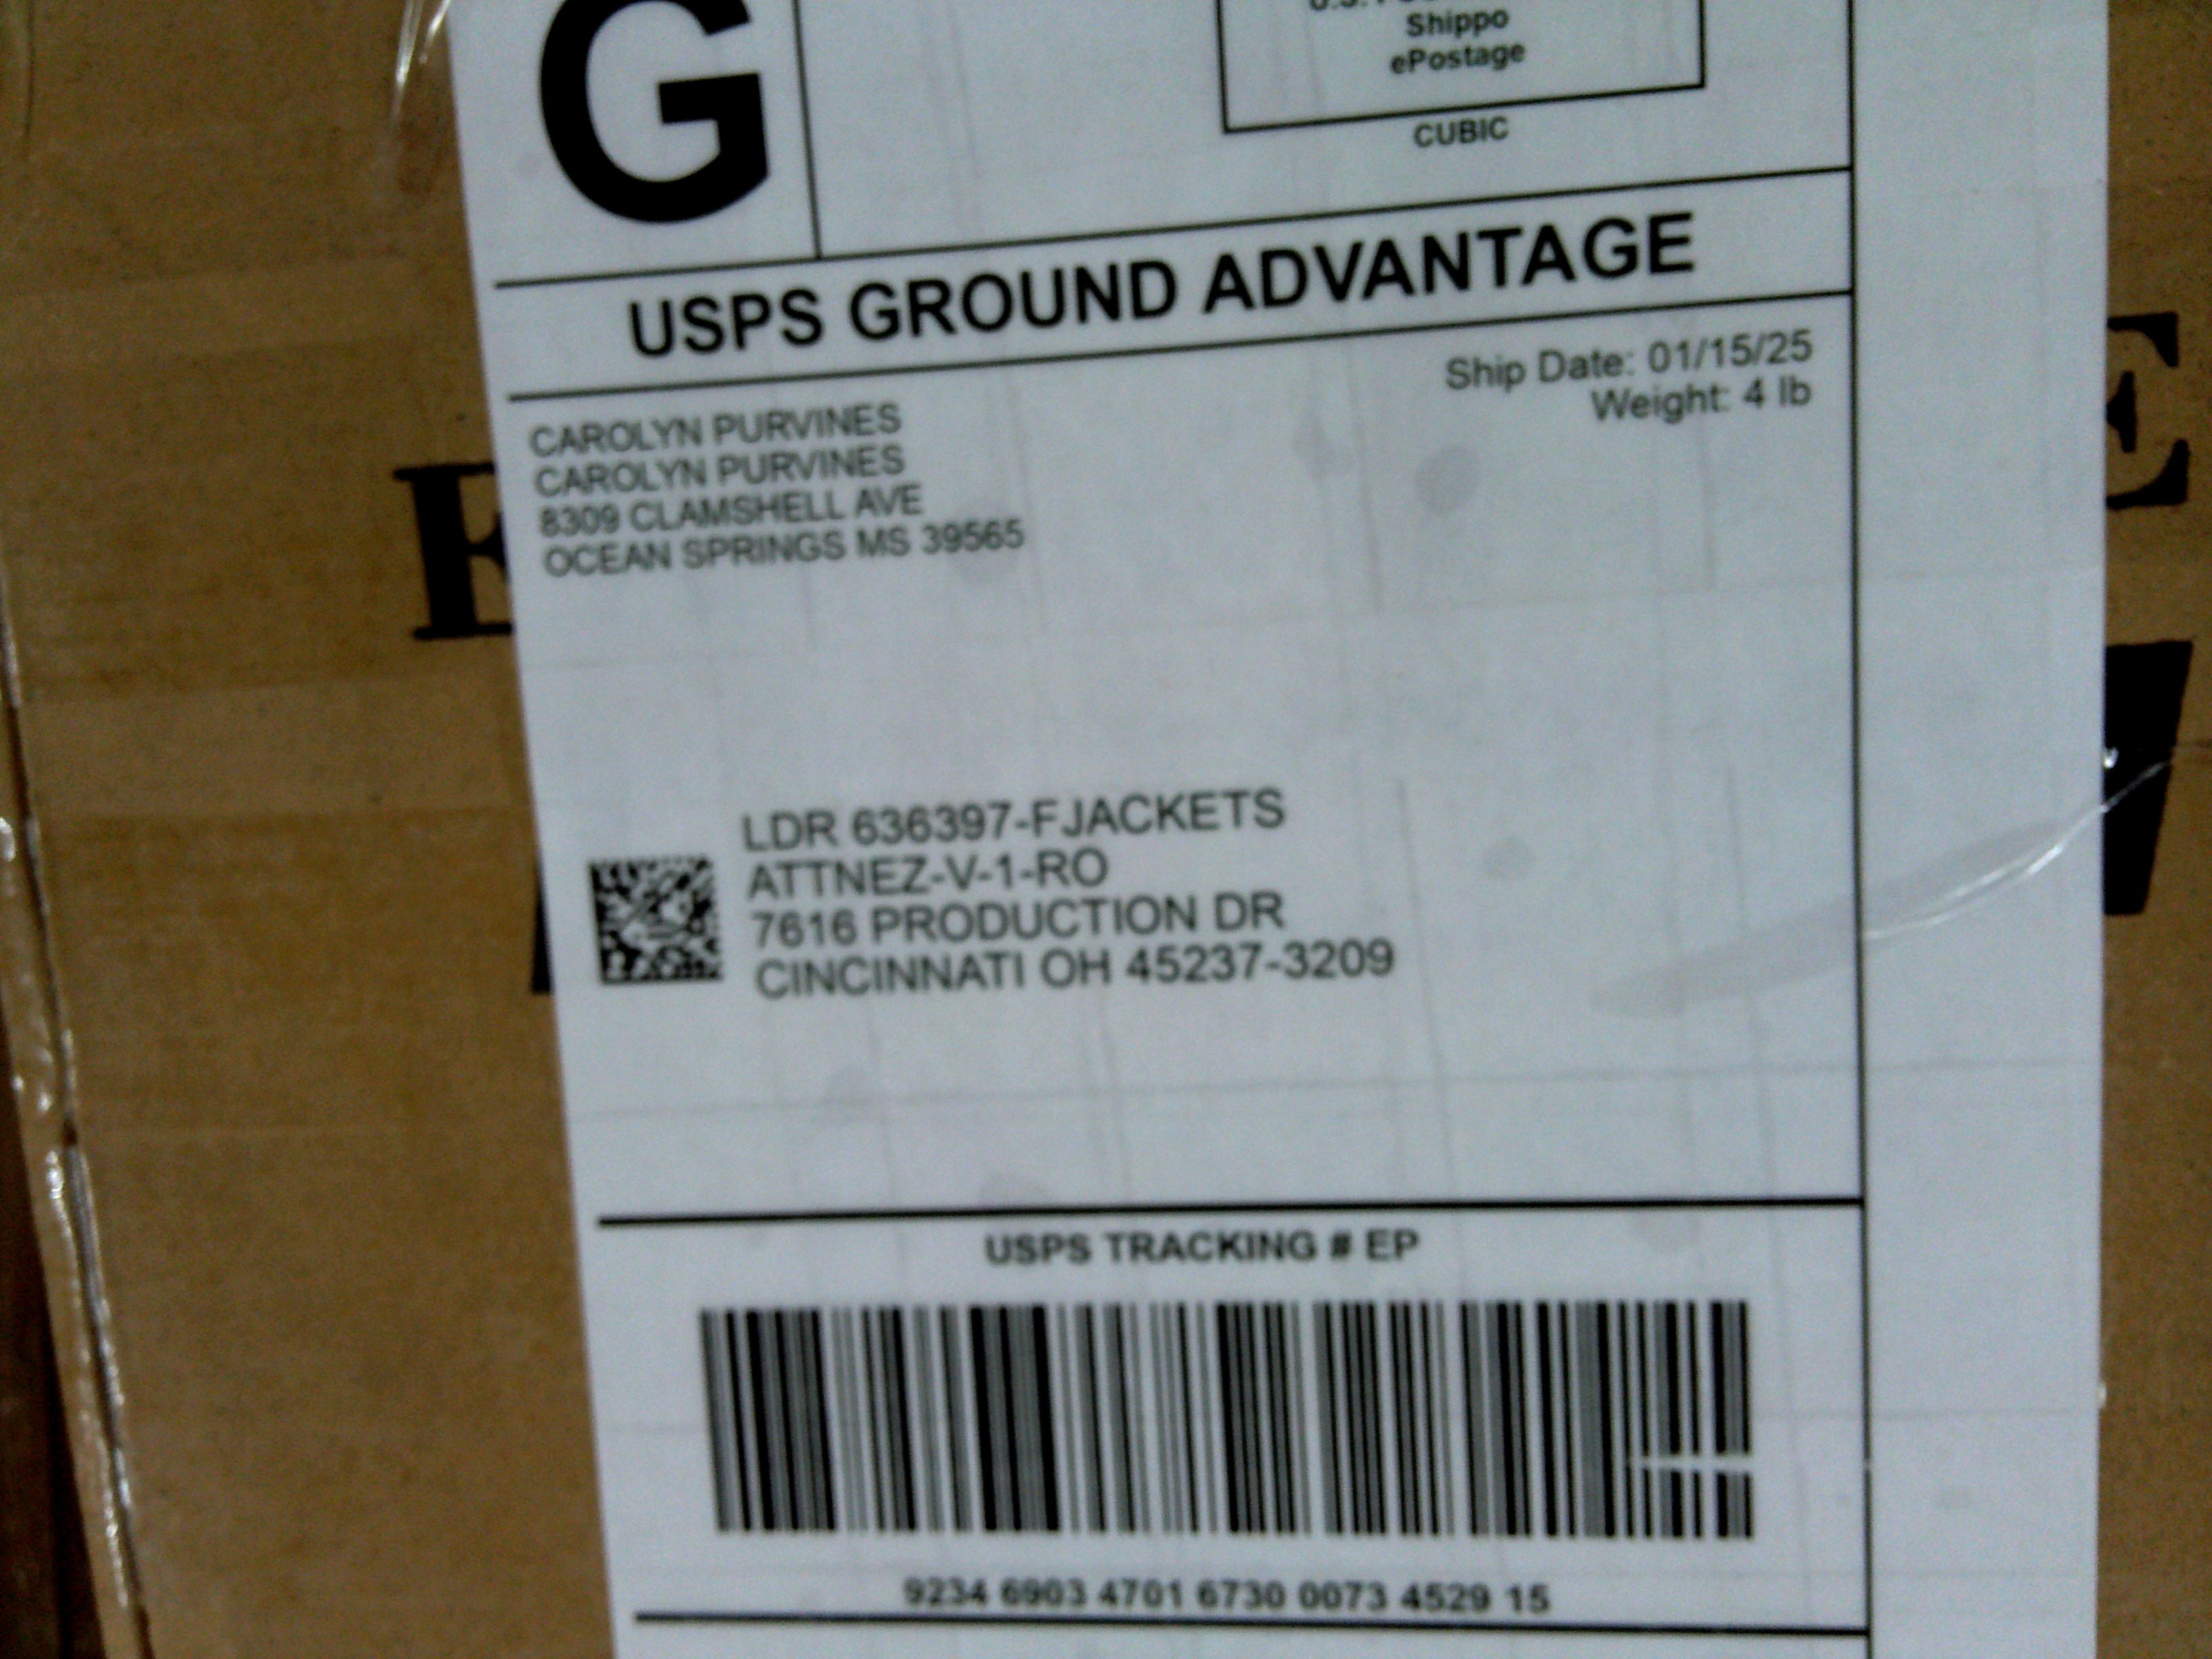 G
Shippo
ePostage
CUBIC
USPS GROUND ADVANTAGE
Ship Date: 01/15/25
Weight: 4 lb
CAROLYN PURVINES
CAROLYN PURVINES
8309 CLAMSHELL AVE
OCEAN SPRINGS MS 39565
LDR 636397-FJACKETS
ATTNEZ-V-1-RO
7616 PRODUCTION DR
CINCINNATI OH 45237-3209
USPS TRACKING # EP
9234 6903 4701 6730 0073 4529 15